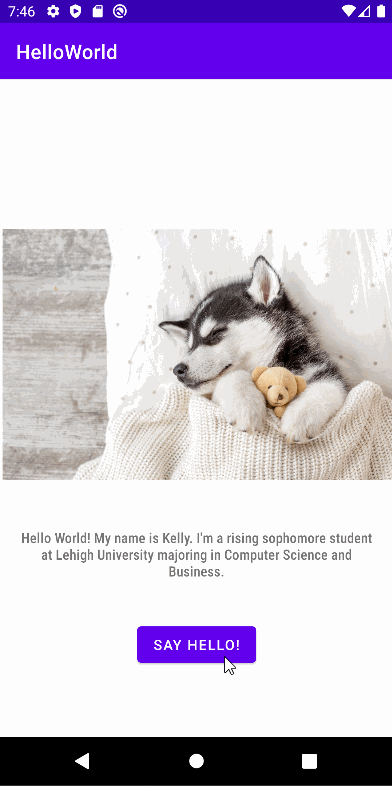 7:46
HelloWorld
Hello World! My name is Kelly. I'm a rising sophomore student
at Lehigh University majoring in Computer Science and
Business.
SAY HELLO!